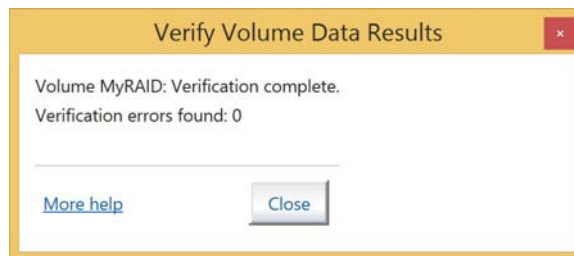 Verify Volume Data Results
Volume MyRAID: Verification complete.
Verification errors found: 0
More help
Close